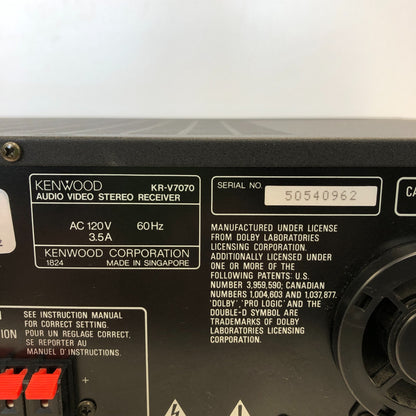 KENWOOD KR-V7070
AUDIO VIDEO STEREO RECEIVER
AC 120V 60Hz
3.5A
KENWOOD CORPORATION
1824 MADE IN SINGAPORE
SERIAL NO. 50540962
MANUFACTURED UNDER LICENSE
FROM DOLBY LABORATORIES
LICENSING CORPORATION.
ADDITIONALLY LICENSED UNDER
ONE OR MORE OF THE
FOLLOWING PATENTS: U.S.
NUMBER 3,959,590; CANADIAN
NUMBERS 1,004,603 AND 1,037,877.
"DOLBY", "PRO LOGIC" AND THE
DOUBLE-D SYMBOL ARE
TRADEMARKS OF DOLBY
LABORATORIES LICENSING
CORPORATION.
CA
SEE INSTRUCTION MANUAL
FOR CORRECT SETTING.
POUR UN REGLAGE CORRECT.
SE REPORTER AU
MANUEL D'INSTRUCTIONS.
+